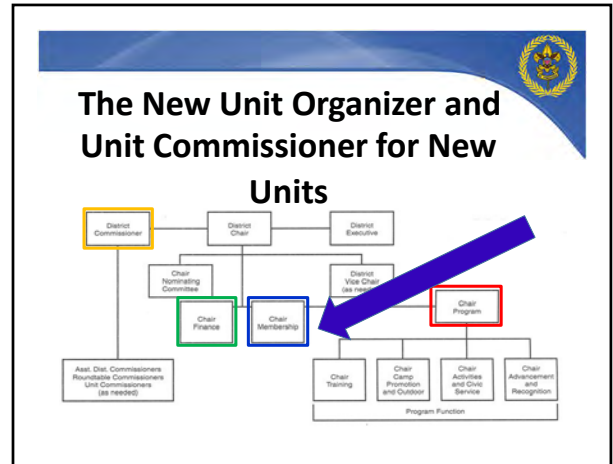 The New Unit Organizer and
Unit Commissioner for New
Units
District
Commissioner
District
Chair
District
Executive
Chair
Nominating
Committee
District
Vice Chair
(as needed)
Chair
Finance
Chair
Membership
Chair
Program
Asst. Dist. Commissioners
Roundtable Commissioners
Unit Commissioners
(as needed)
Chair
Training
Chair
Camp
Promotion
and Outdoor
Chair
Activities
and Civic
Service
Chair
Advancement
and
Recognition
Program Function